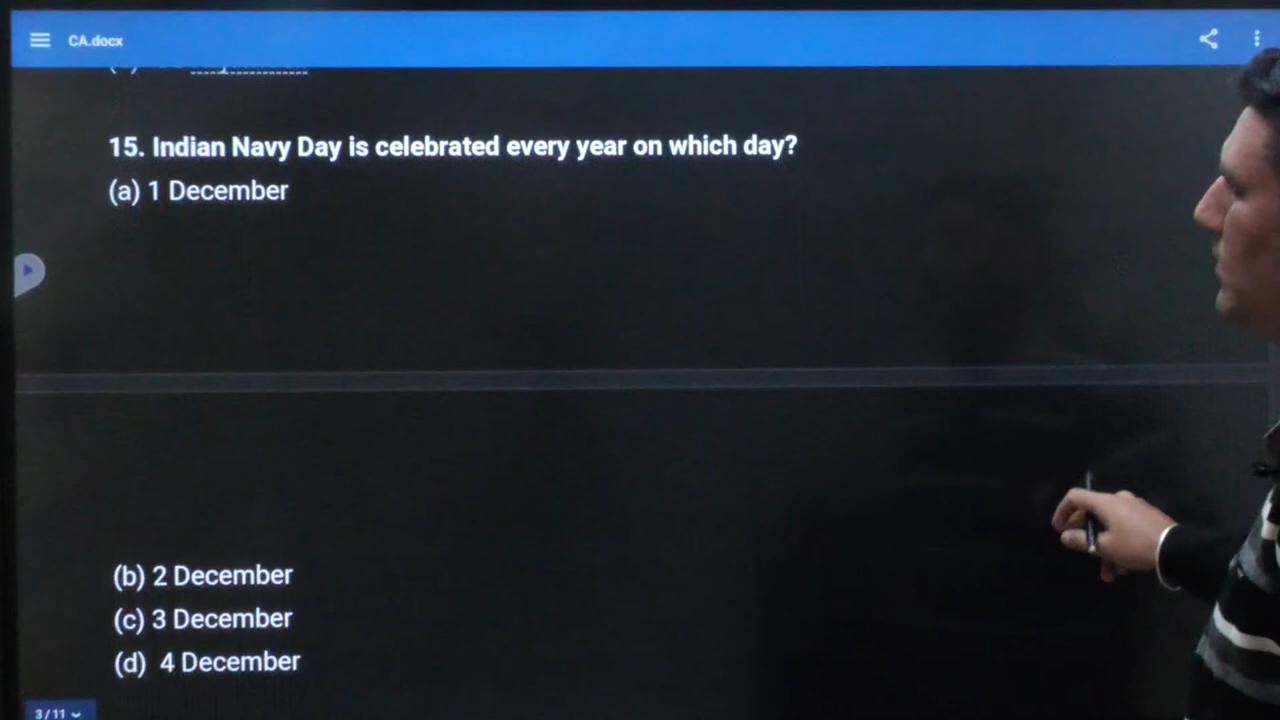 CA.docx
15. Indian Navy Day is celebrated every year on which day?
(a) 1 December
(b) 2 December
(c) 3 December
(d) 4 December
3/11